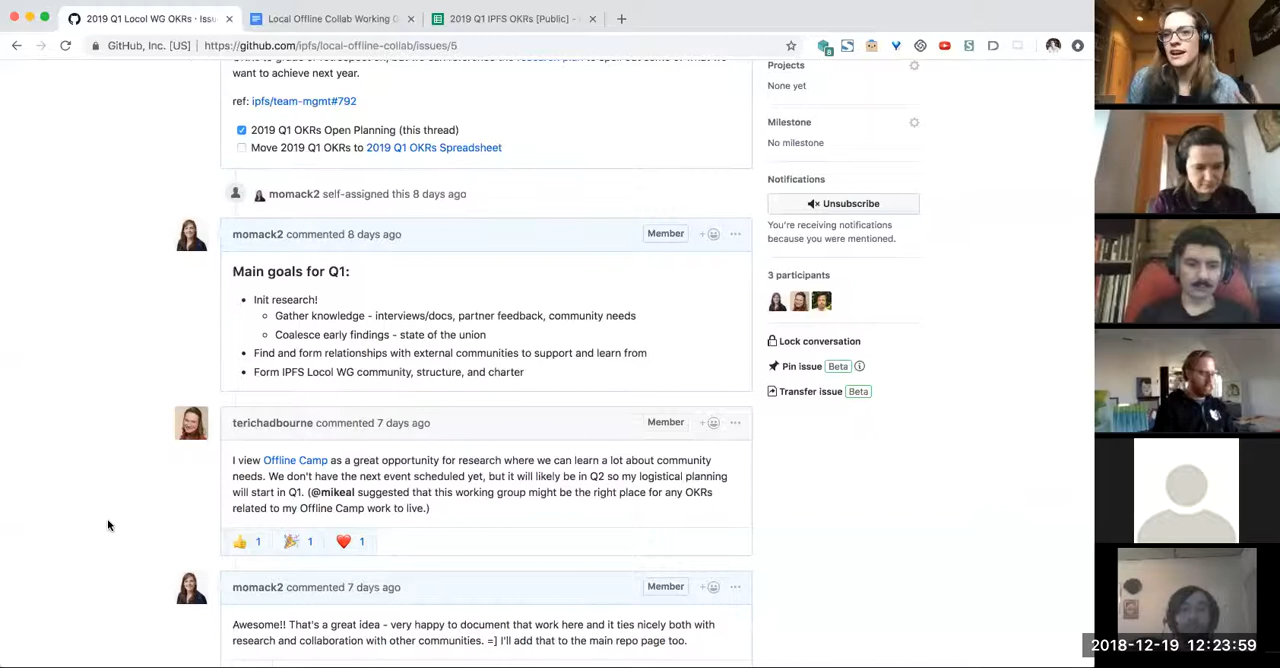 2019 Q1 Locol WG OKRs · Issu
Local Offline Collab Working G
2019 Q1 IPFS OKRs [Public] -
GitHub, Inc. [US] | https://github.com/ipfs/local-offline-collab/issues/5
want to achieve next year.
ref: ipfs/team-mgmt#792
2019 Q1 OKRs Open Planning (this thread)
Move 2019 Q1 OKRs to 2019 Q1 OKRs Spreadsheet
momack2 self-assigned this 8 days ago
momack2 commented 8 days ago
Member
Main goals for Q1:
Init research!
Gather knowledge - interviews/docs, partner feedback, community needs
Coalesce early findings - state of the union
Find and form relationships with external communities to support and learn from
Form IPFS Locol WG community, structure, and charter
terichadbourne commented 7 days ago
Member
I view Offline Camp as a great opportunity for research where we can learn a lot about community
needs. We don't have the next event scheduled yet, but it will likely be in Q2 so my logistical planning
will start in Q1. (@mikeal suggested that this working group might be the right place for any OKRs
related to my Offline Camp work to live.)
1 1 1
momack2 commented 7 days ago
Member
Awesome!! That's a great idea - very happy to document that work here and it ties nicely both with
research and collaboration with other communities. =] I'll add that to the main repo page too.
Projects
None yet
Milestone
No milestone
Notifications
Unsubscribe
You're receiving notifications
because you were mentioned.
3 participants
Lock conversation
Pin issue Beta
Transfer issue Beta
2018-12-19 12:23:59